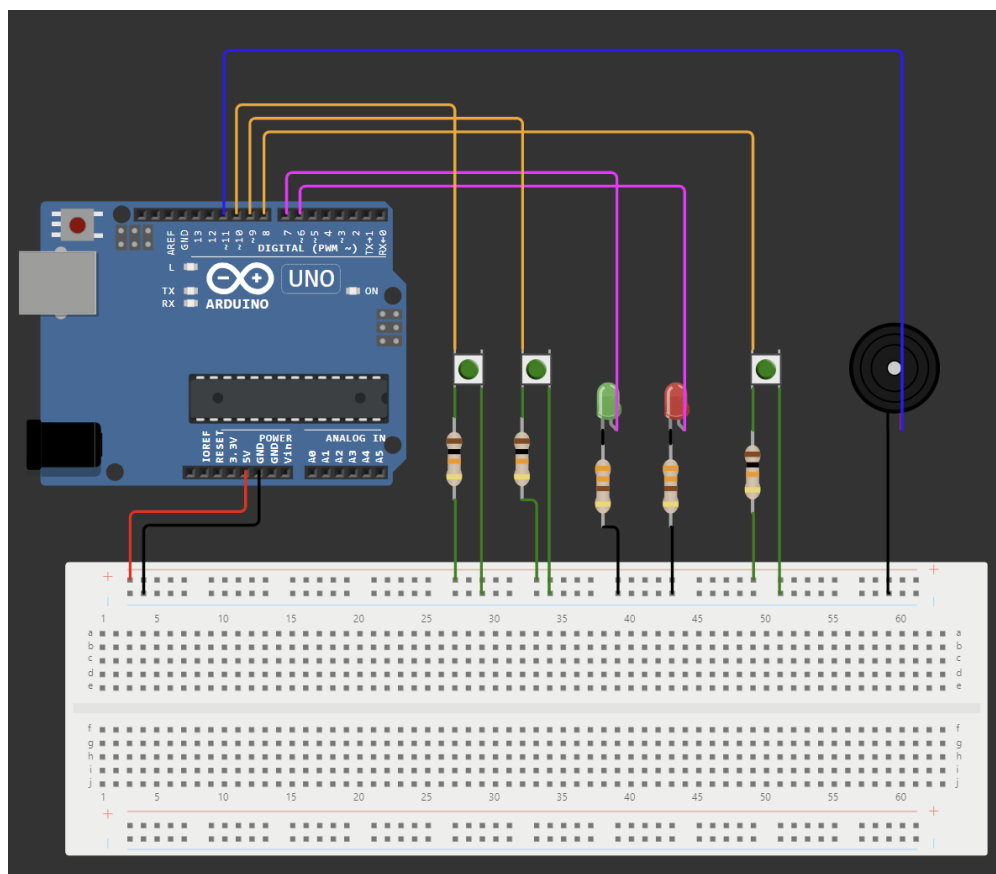 AREF
GND
13
12
~11
~10
~9
8
7
~6
~5
4
~3
2
TX→1
RX←0
DIGITAL (PWM ~)
L
TX
RX
UNO
ON
ARDUINO
IOREF
RESET
3.3V
5V
GND
GND
Vin
POWER
ANALOG IN
A0
A1
A2
A3
A4
A5
+ +
1 5 10 15 20 25 30 35 40 45 50 55 60
a a
b b
c c
d d
e e
f f
g g
h h
i i
j j
1 5 10 15 20 25 30 35 40 45 50 55 60
+ +